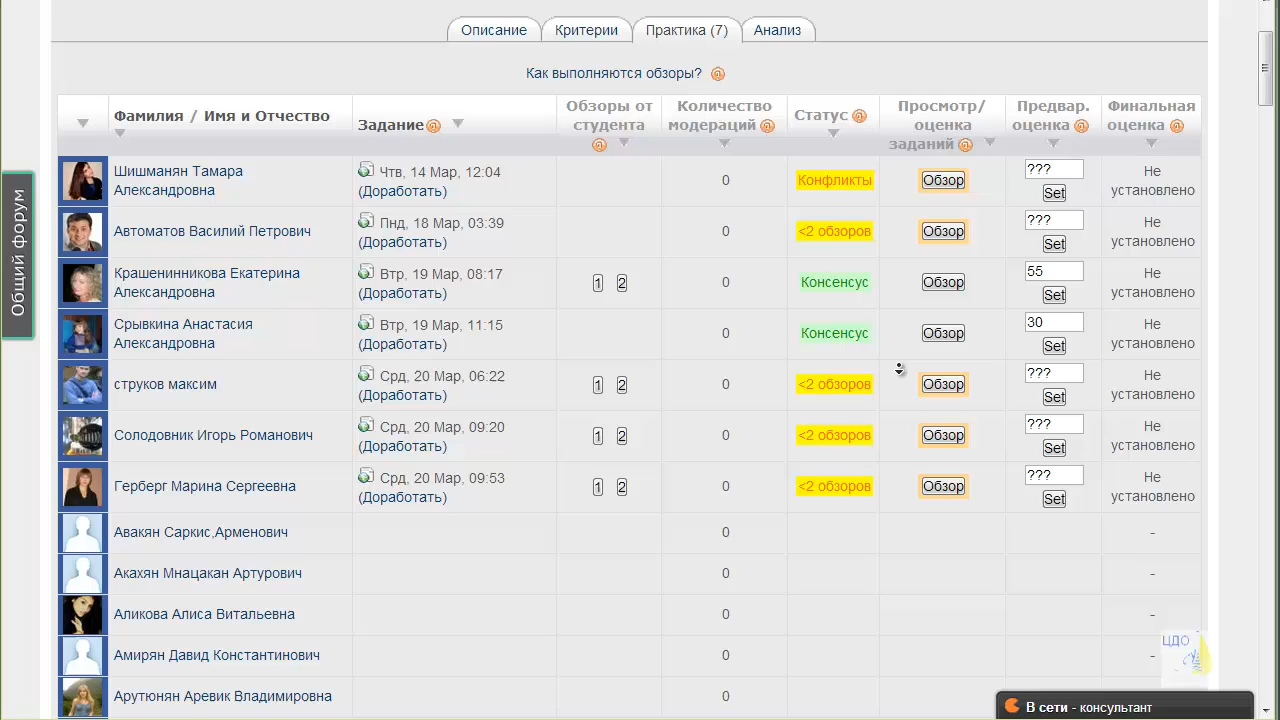 Описание Критерии Практика (7) Анализ
Как выполняются обзоры?
Фамилия / Имя и Отчество Задание Обзоры от студента Количество модераций Статус Просмотр/ оценка заданий Предвар. оценка Финальная оценка
Шишманян Тамара Александровна Чтв, 14 Мар, 12:04 (Доработать) 0 Конфликты Обзор ??? Set Не установлено
Автоматов Василий Петрович Пнд, 18 Мар, 03:39 (Доработать) 0 <2 обзоров Обзор ??? Set Не установлено
Крашенинникова Екатерина Александровна Втр, 19 Мар, 08:17 (Доработать) 1 2 0 Консенсус Обзор 55 Set Не установлено
Срывкина Анастасия Александровна Втр, 19 Мар, 11:15 (Доработать) 0 Консенсус Обзор 30 Set Не установлено
струков максим Срд, 20 Мар, 06:22 (Доработать) 1 2 0 <2 обзоров Обзор ??? Set Не установлено
Солодовник Игорь Романович Срд, 20 Мар, 09:20 (Доработать) 1 2 0 <2 обзоров Обзор ??? Set Не установлено
Герберг Марина Сергеевна Срд, 20 Мар, 09:53 (Доработать) 1 2 0 <2 обзоров Обзор ??? Set Не установлено
Авакян Саркис,Арменович 0 -
Акахян Мнацакан Артурович 0 -
Аликова Алиса Витальевна 0 -
Амирян Давид Константинович 0 -
Арутюнян Аревик Владимировна 0
Общий форум
ЦДО
В сети - консультант